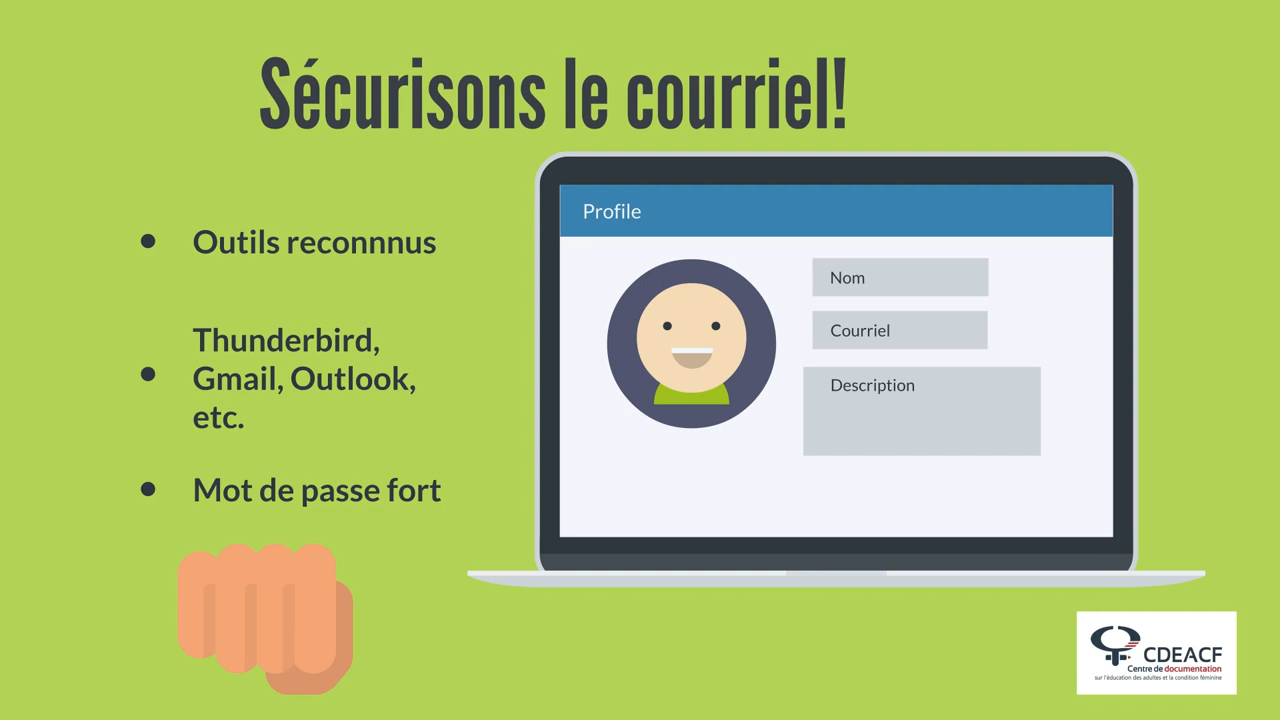 Sécurisons le courriel!
Outils reconnnus
Thunderbird,
Gmail, Outlook,
etc.
Mot de passe fort
Profile
Nom
Courriel
Description
CDEACF
Centre de documentation
sur l'éducation des adultes et la condition féminine